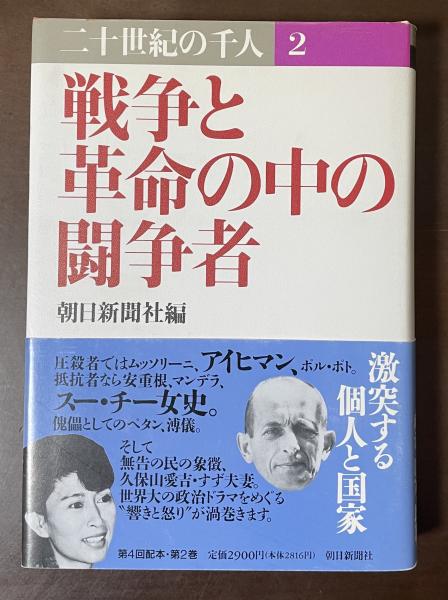 二十世紀の千人 2
戦争と
革命の中の
闘争者
朝日新聞社編
激突する
個人と国家
圧殺者ではムッソリーニ、アイヒマン、ポル・ポト。
抵抗者なら安重根、マンデラ、
スー・チー女史。
傀儡としてのペタン、溥儀。
そして
無告の民の象徴、
久保山愛吉・すず夫妻。
世界大の政治ドラマをめぐる
"響きと怒り"が渦巻きます。
第4回配本・第2巻 定価2900円(本体2816円) 朝日新聞社